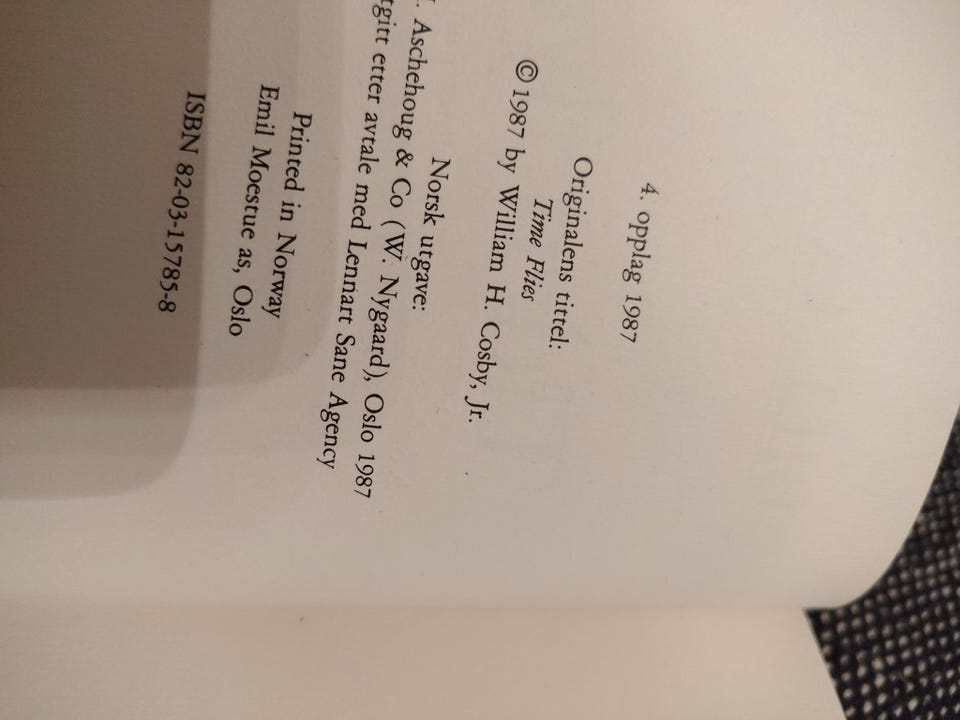 4. opplag 1987
Originalens tittel:
Time Flies
© 1987 by William H. Cosby, Jr.
Norsk utgave:
Aschehoug & Co (W. Nygaard), Oslo 1987
etter avtale med Lennart Sane Agency
Printed in Norway
Emil Moestue as, Oslo
ISBN 82-03-15785-8